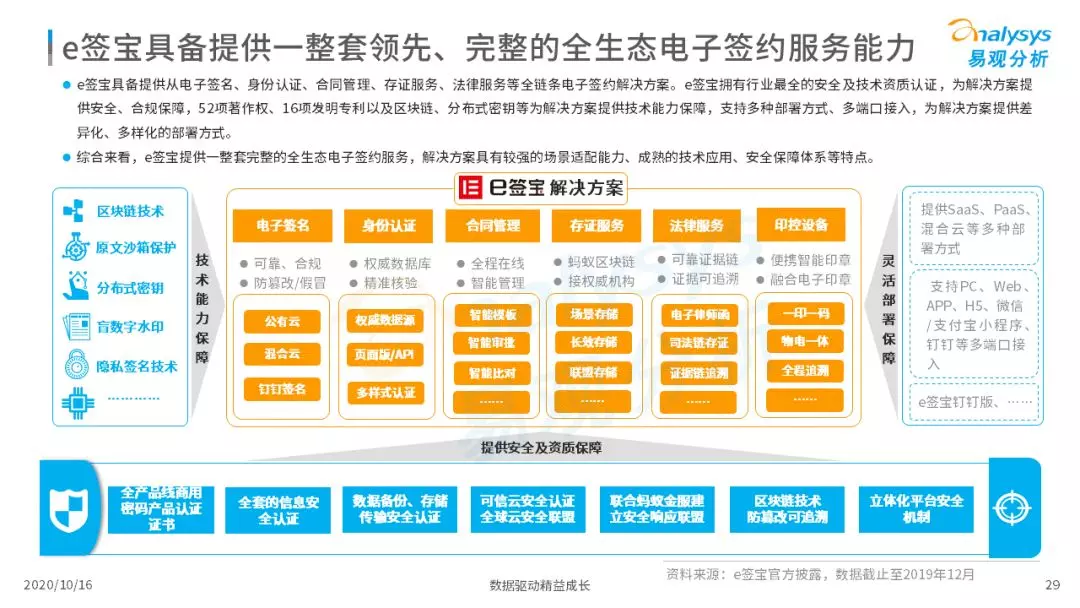 e签宝具备提供一整套领先、完整的全生态电子签约服务能力
analysys
易观分析
● e签宝具备提供从电子签名、身份认证、合同管理、存证服务、法律服务等全链条电子签约解决方案。e签宝拥有行业最全的安全及技术资质认证，为解决方案提
供安全、合规保障，52项著作权、16项发明专利以及区块链、分布式密钥等为解决方案提供技术能力保障，支持多种部署方式、多端口接入，为解决方案提供差
异化、多样化的部署方式。
● 综合来看，e签宝提供一整套完整的全生态电子签约服务，解决方案具有较强的场景适配能力、成熟的技术应用、安全保障体系等特点。
区块链技术
原文沙箱保护
分布式密钥
盲数字水印
隐私签名技术
…………
技术能力保障
e签宝 解决方案
电子签名
● 可靠、合规
● 防篡改/假冒
公有云
混合云
钉钉签名
身份认证
● 权威数据库
● 精准核验
权威数据源
页面版/API
多样式认证
合同管理
● 全程在线
● 智能管理
智能模板
智能审批
智能比对
……
存证服务
● 蚂蚁区块链
● 接权威机构
场景存储
长效存储
联盟存储
……
法律服务
● 可靠证据链
● 证据可追溯
电子律师函
司法链存证
证据链追溯
……
印控设备
● 便携智能印章
● 融合电子印章
一印一码
物电一体
全程追溯
……
灵活部署保障
提供SaaS、PaaS、
混合云等多种部
署方式
支持PC、Web、
APP、H5、微信
/支付宝小程序、
钉钉等多端口接
入
e签宝钉钉版、……
提供安全及资质保障
全产品线商用
密码产品认证
证书
全套的信息安
全认证
数据备份、存储
传输安全认证
可信云安全认证
全球云安全联盟
联合蚂蚁金服建
立安全响应联盟
区块链技术
防篡改可追溯
立体化平台安全
机制
资料来源：e签宝官方披露，数据截止至2019年12月
2020/10/16
数据驱动精益成长
29